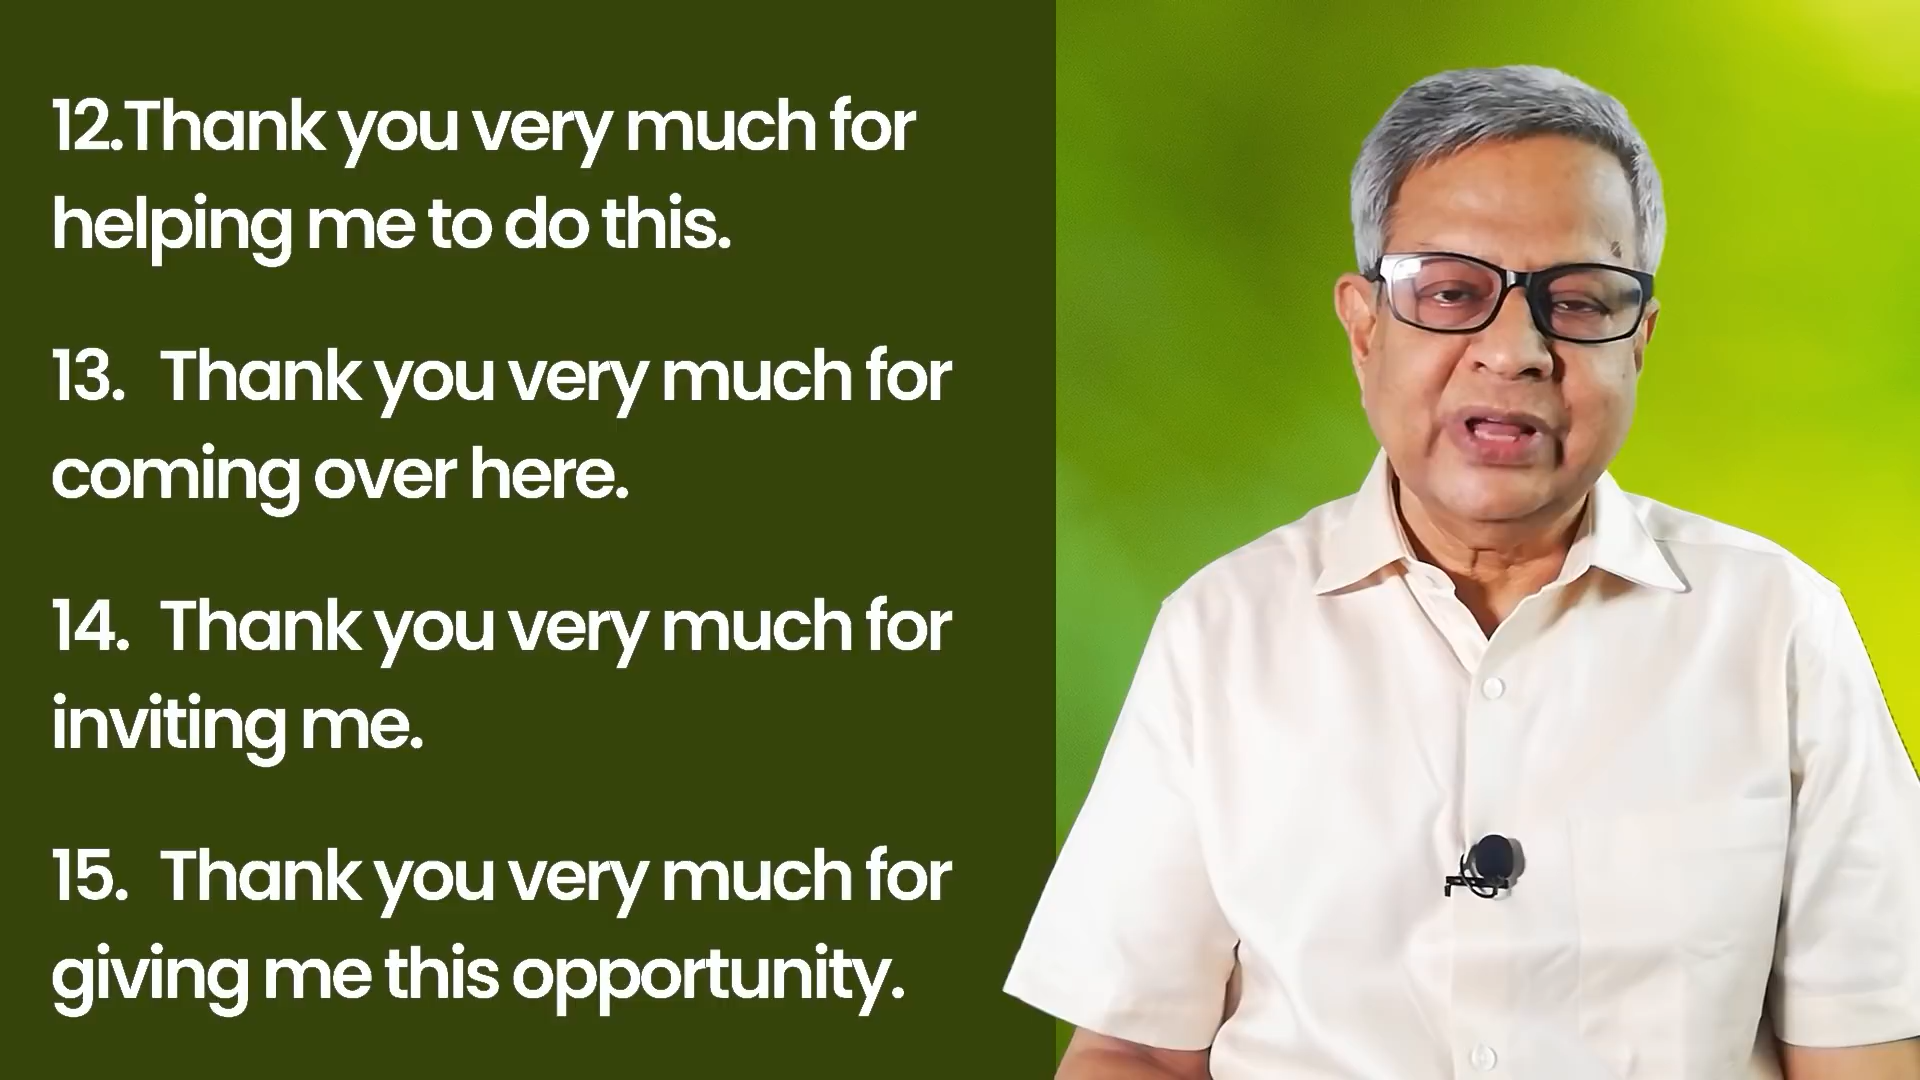 12.Thank you very much for
helping me to do this.
13. Thank you very much for
coming over here.
14. Thank you very much for
inviting me.
15. Thank you very much for
giving me this opportunity.